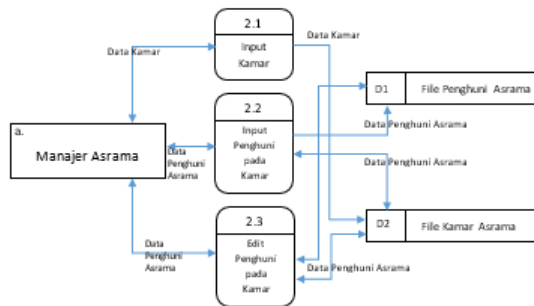 2.1
Data Kamar
Input
Kamar
Data Kamar
D1
File Penghuni Asrama
2.2
a.
Manajer Asrama
Data
Penghuni
Asrama
Input
Penghuni
pada
Kamar
Data Penghuni Asrama
Data Penghuni Asrama
2.3
D2
File Kamar Asrama
Data
Penghuni
Asrama
Edit
Penghuni
pada
Kamar
Data Penghuni Asrama